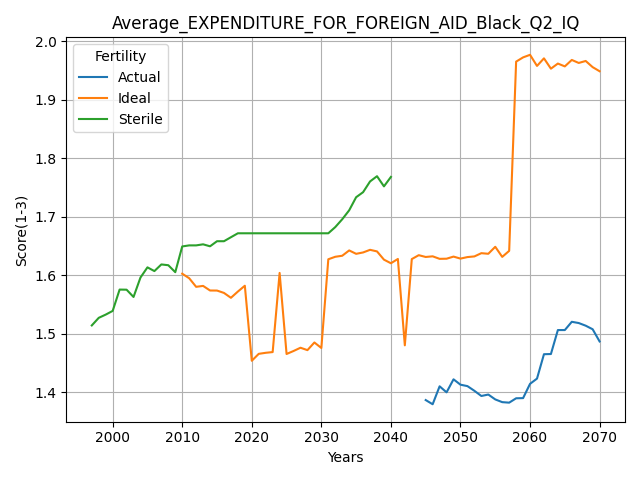 Average_EXPENDITURE_FOR_FOREIGN_AID_Black_Q2_IQ
Fertility
Actual
Ideal
Sterile
Score(1-3)
2.0
1.9
1.8
1.7
1.6
1.5
1.4
2000 2010 2020 2030 2040 2050 2060 2070
Years